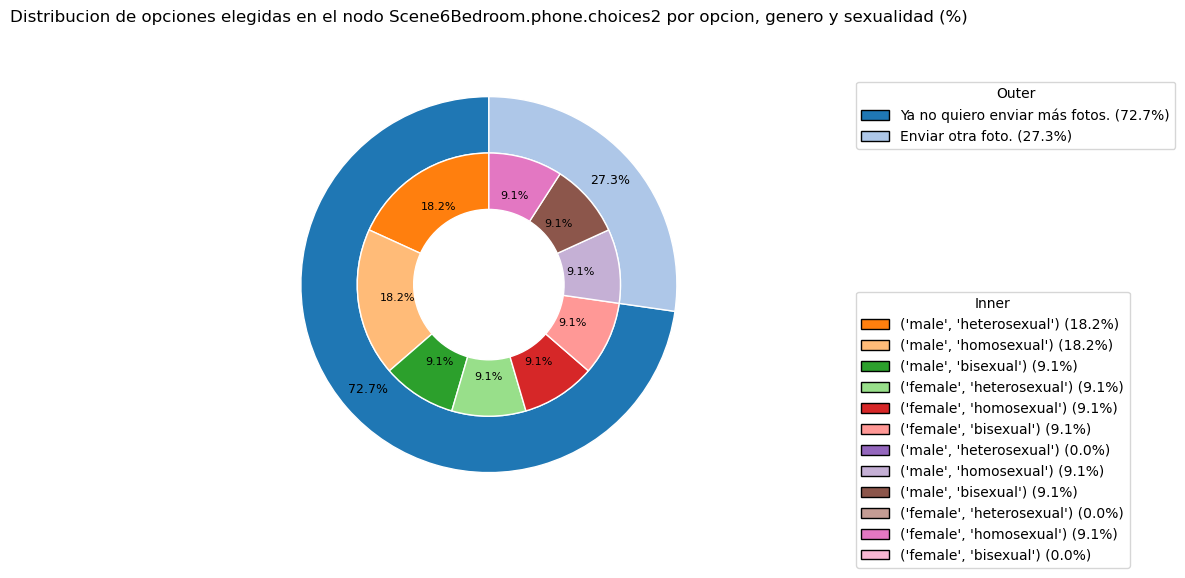 Distribucion de opciones elegidas en el nodo Scene6Bedroom.phone.choices2 por opcion, genero y sexualidad (%)
Outer
Ya no quiero enviar más fotos. (72.7%)
Enviar otra foto. (27.3%)
27.3%
9.1%
18.2%
9.1%
9.1%
18.2%
9.1%
9.1%
9.1%
9.1%
72.7%
Inner
('male', 'heterosexual') (18.2%)
('male', 'homosexual') (18.2%)
('male', 'bisexual') (9.1%)
('female', 'heterosexual') (9.1%)
('female', 'homosexual') (9.1%)
('female', 'bisexual') (9.1%)
('male', 'heterosexual') (0.0%)
('male', 'homosexual') (9.1%)
('male', 'bisexual') (9.1%)
('female', 'heterosexual') (0.0%)
('female', 'homosexual') (9.1%)
('female', 'bisexual') (0.0%)